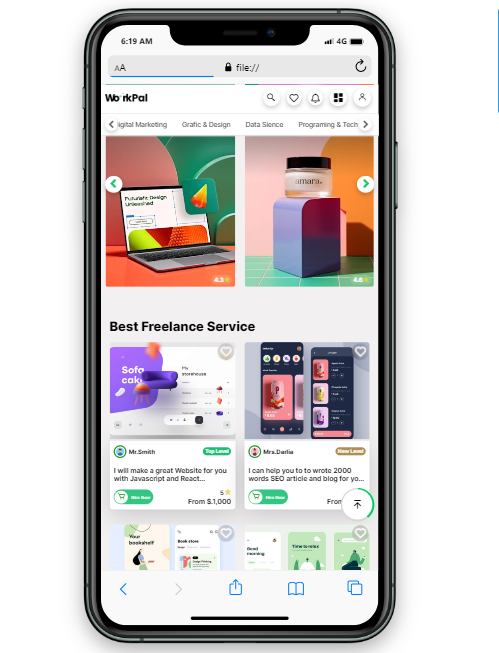 6:19 AM
4G
AA
file://
WorkPal
igital Marketing
Grafic & Design
Data Sience
Programing & Tech
Futuristic Design
Unleashed
amara.
4.3
4.8
Best Freelance Service
Sofa
cak
My
storehouse
Mr.Smith
Top Level
Mrs.Darlia
New Level
I will make a great Website for you
with Javascript and React...
I can help you to to wrote 2000
words SEO article and blog for yo...
Hire Now
5
From $.1,000
Hire Now
From
Your
bookshelf
Book store
Good
morning
Time to relax